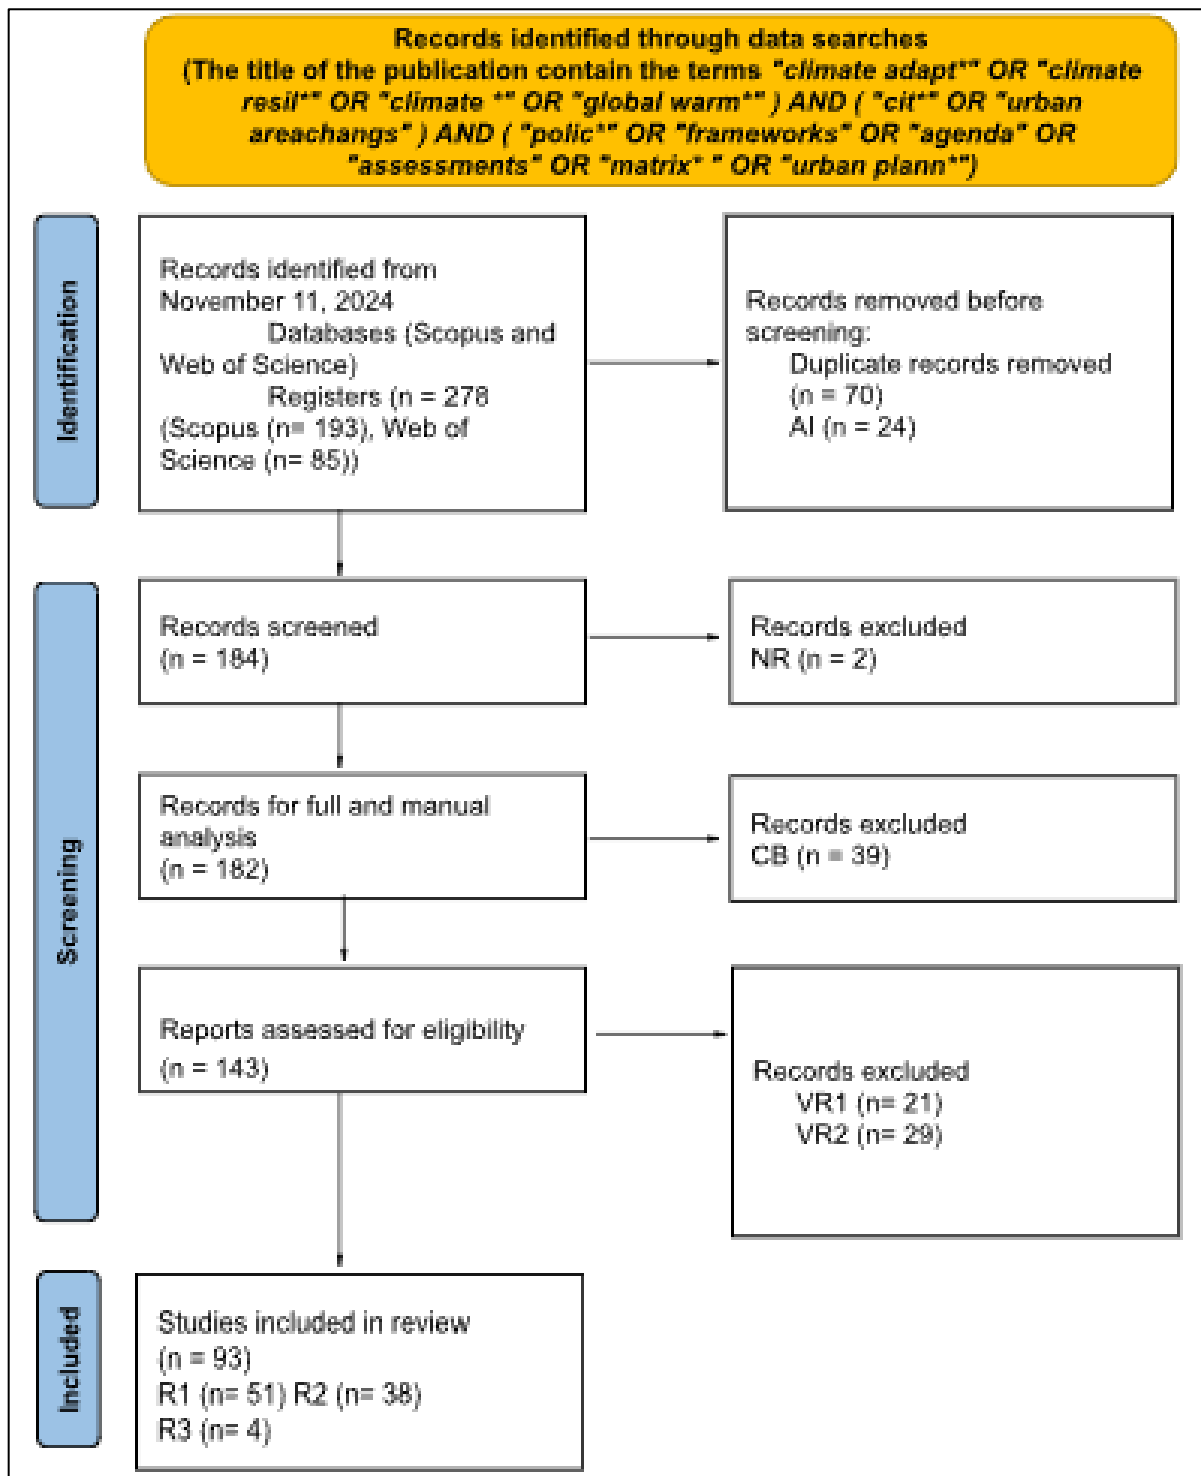 Records identified through data searches
(The title of the publication contain the terms "climate adapt*" OR "climate
resil*" OR "climate *" OR "global warm*" ) AND ( "cit*" OR "urban
areachangs" ) AND ( "polic*" OR "frameworks" OR "agenda" OR
"assessments" OR "matrix* " OR "urban plann*")
Identification
Records identified from
November 11, 2024
Databases (Scopus and
Web of Science)
Registers (n = 278
(Scopus (n= 193), Web of
Science (n= 85))
Records removed before
screening:
Duplicate records removed
(n = 70)
AI (n = 24)
Screening
Records screened
(n = 184)
Records excluded
NR (n = 2)
Records for full and manual
analysis
(n = 182)
Records excluded
CB (n = 39)
Reports assessed for eligibility
(n = 143)
Records excluded
VR1 (n= 21)
VR2 (n= 29)
Included
Studies included in review
(n = 93)
R1 (n= 51) R2 (n= 38)
R3 (n= 4)